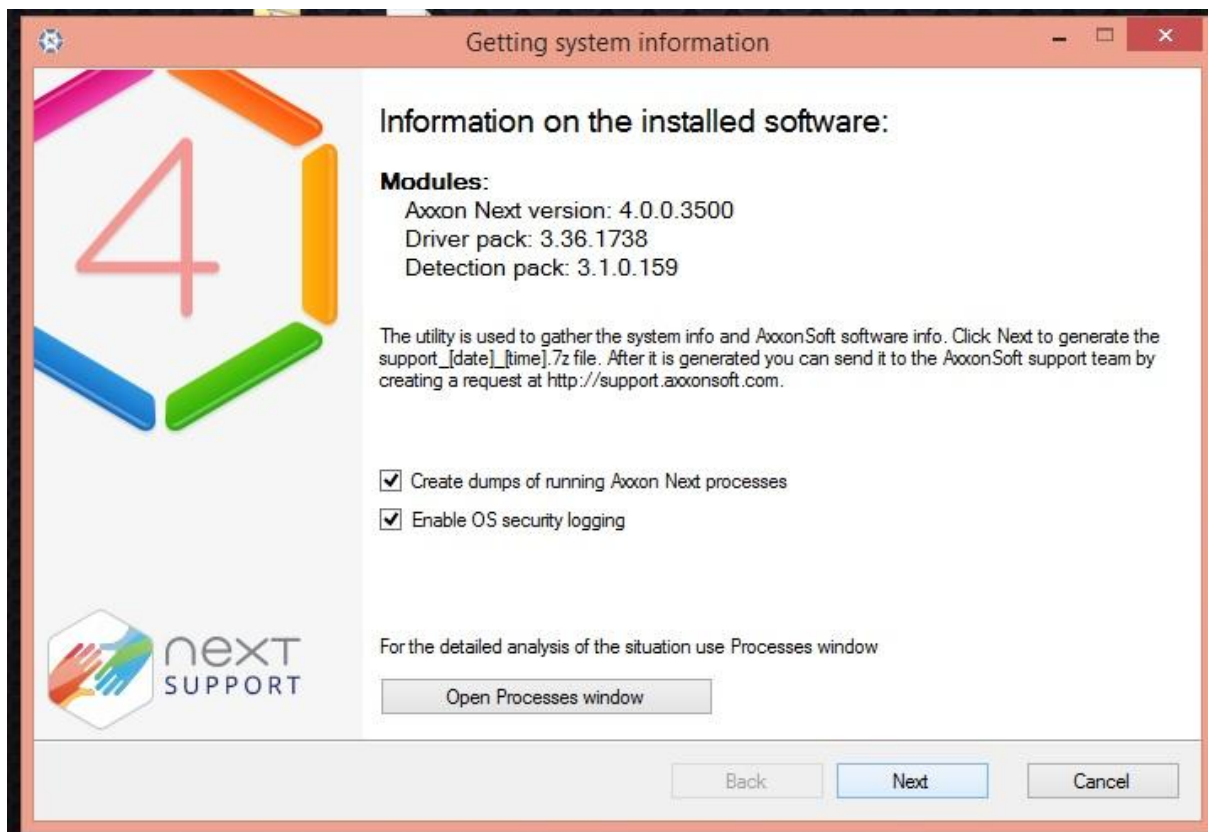 Getting system information
4
Information on the installed software:
Modules:
Axxon Next version: 4.0.0.3500
Driver pack: 3.36.1738
Detection pack: 3.1.0.159
The utility is used to gather the system info and AxxonSoft software info. Click Next to generate the
support_[date]_[time].7z file. After it is generated you can send it to the AxxonSoft support team by
creating a request at http://support.axxonsoft.com.
Create dumps of running Axxon Next processes
Enable OS security logging
next
SUPPORT
For the detailed analysis of the situation use Processes window
Open Processes window
Back
Next
Cancel